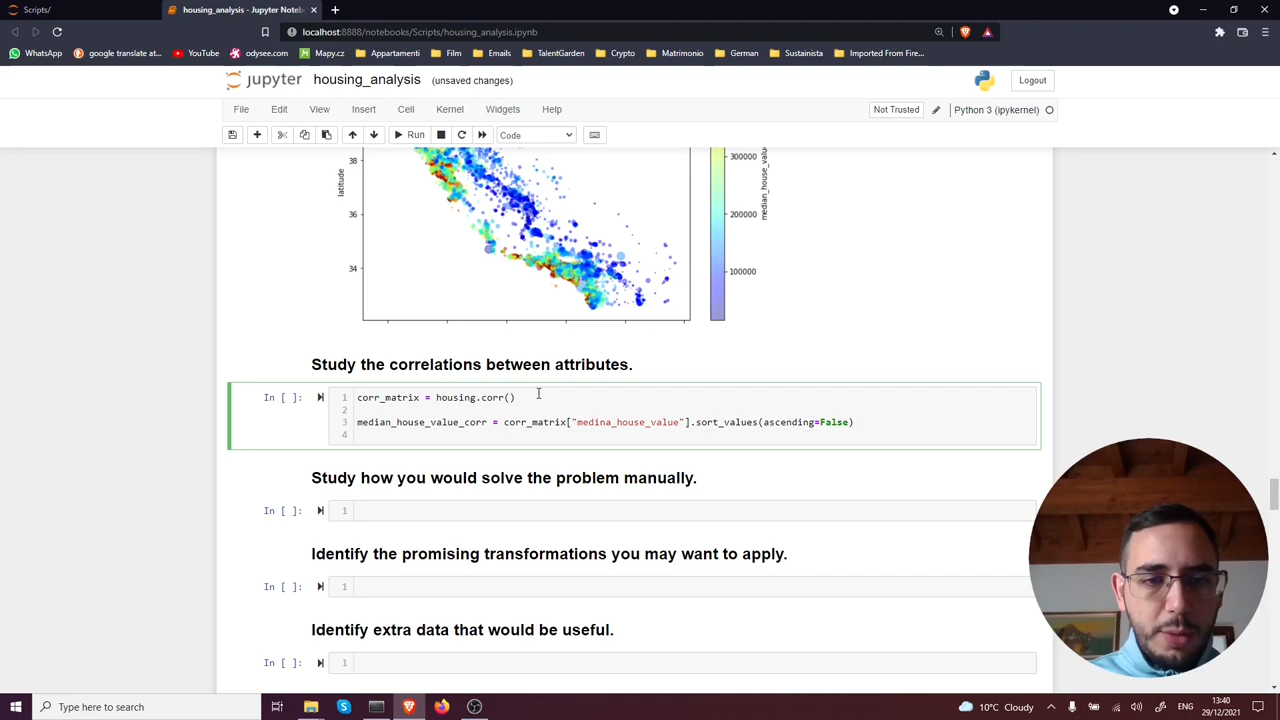 Scripts/
housing_analysis - Jupyter Noteb
localhost:8888/notebooks/Scripts/housing_analysis.ipynb
WhatsApp
google translate at...
YouTube
odysee.com
Mapy.cz
Appartamenti
Film
Emails
TalentGarden
Crypto
Matrimonio
German
Sustainista
Imported From Fire...
jupyter
housing_analysis
(unsaved changes)
Logout
File
Edit
View
Insert
Cell
Kernel
Widgets
Help
Not Trusted
Python 3 (ipykernel)
Run
Code
38
36
34
latitude
300000
200000
100000
median_house_value
Study the correlations between attributes.
In [ ]:
1 corr_matrix = housing.corr()
2
3 median_house_value_corr = corr_matrix["medina_house_value"].sort_values(ascending=False)
4
Study how you would solve the problem manually.
In [ ]:
1
Identify the promising transformations you may want to apply.
In [ ]:
1
Identify extra data that would be useful.
In [ ]:
1
Type here to search
10°C Cloudy
13:40
29/12/2021